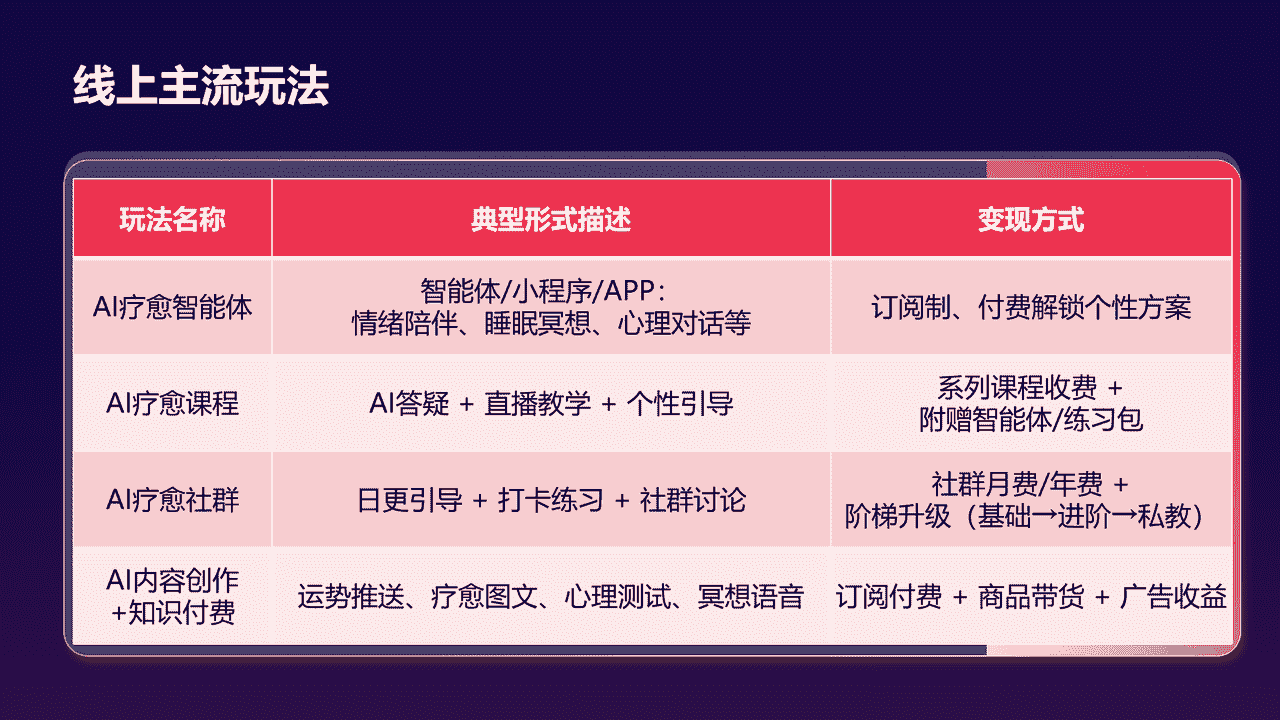 线上主流玩法
玩法名称
典型形式描述
变现方式
AI疗愈智能体
智能体/小程序/APP：
情绪陪伴、睡眠冥想、心理对话等
订阅制、付费解锁个性方案
AI疗愈课程
AI答疑 + 直播教学 + 个性引导
系列课程收费 +
附赠智能体/练习包
AI疗愈社群
日更引导 + 打卡练习 + 社群讨论
社群月费/年费 +
阶梯升级（基础→进阶→私教）
AI内容创作
+知识付费
运势推送、疗愈图文、心理测试、冥想语音
订阅付费 + 商品带货 + 广告收益